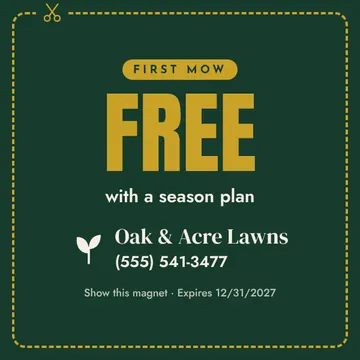 FIRST MOW
FREE
with a season plan
Oak & Acre Lawns
(555) 541-3477
Show this magnet · Expires 12/31/2027